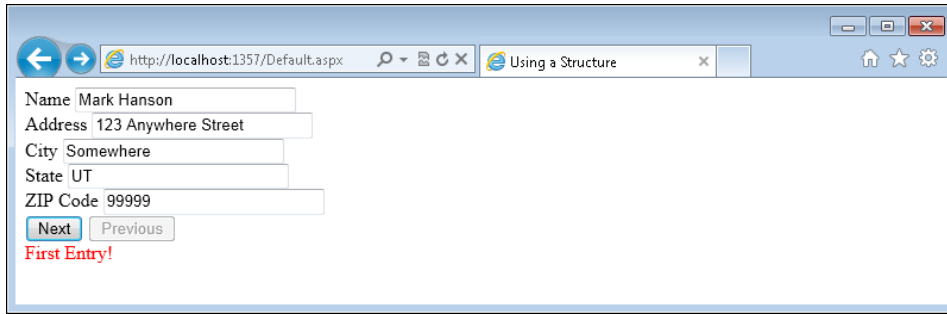 http://localhost:1357/Default.aspx
Using a Structure
Name Mark Hanson
Address 123 Anywhere Street
City Somewhere
State UT
ZIP Code 99999
Next Previous
First Entry!